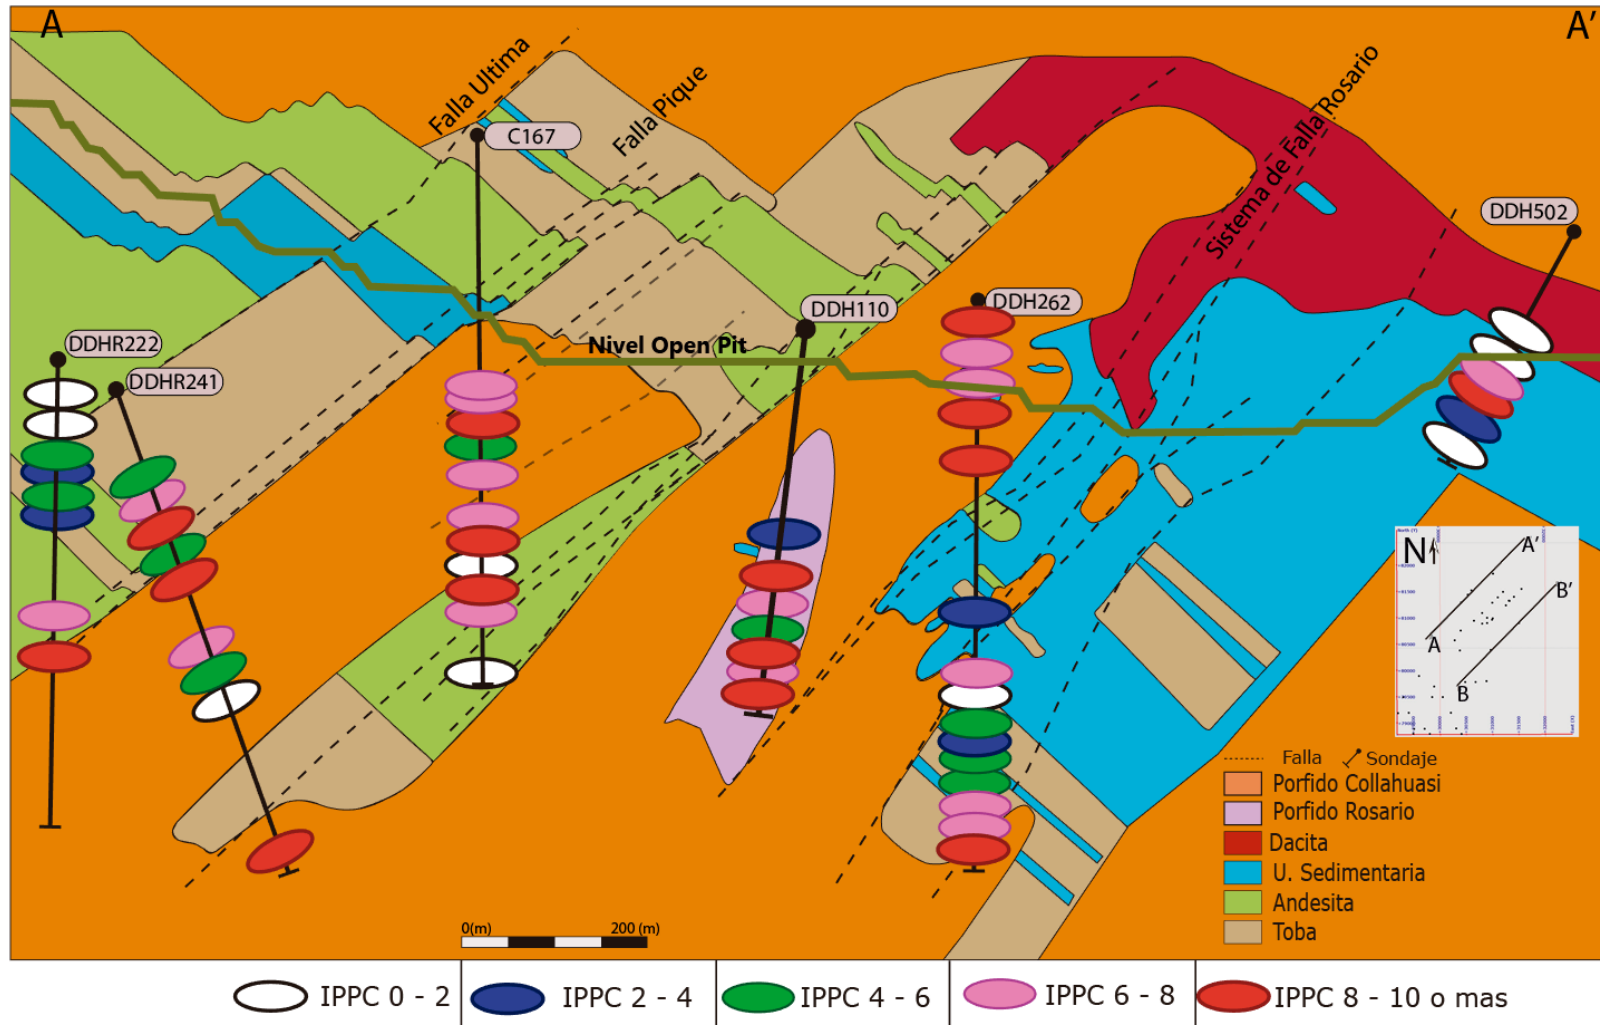 A
A'
Falla Ultima
Falla Pique
Sistema de Falla Rosario
C167
DDH502
DDH262
DDH110
DDHR222
DDHR241
Nivel Open Pit
N
A'
B'
A
B
Falla
Sondaje
Porfido Collahuasi
Porfido Rosario
Dacita
U. Sedimentaria
Andesita
Toba
0(m)
200 (m)
IPPC 0 - 2
IPPC 2 - 4
IPPC 4 - 6
IPPC 6 - 8
IPPC 8 - 10 o mas